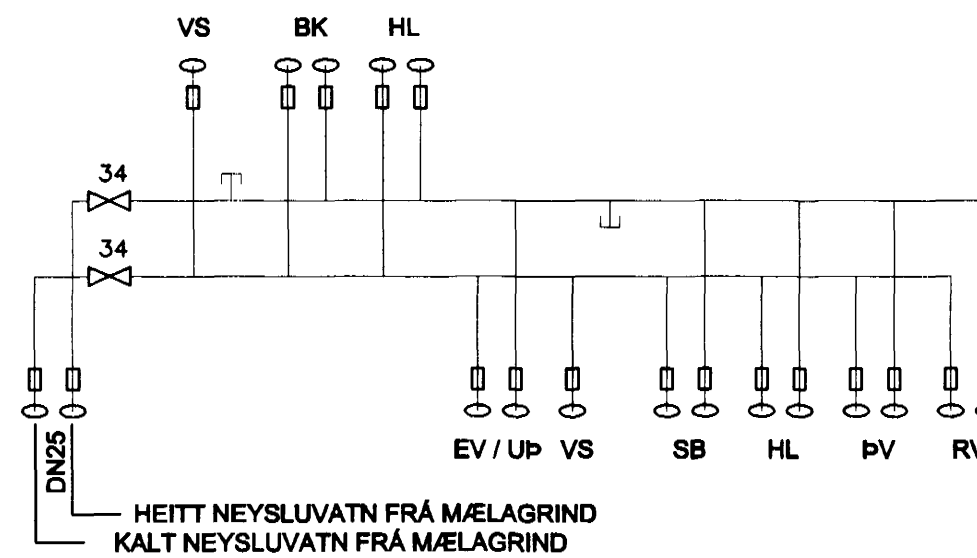 VS BK HL
34
34
EV / UÞ VS SB HL ÞV RV
DN25
HEITT NEYSLUVATN FRÁ MÆLAGRIND
KALT NEYSLUVATN FRÁ MÆLAGRIND